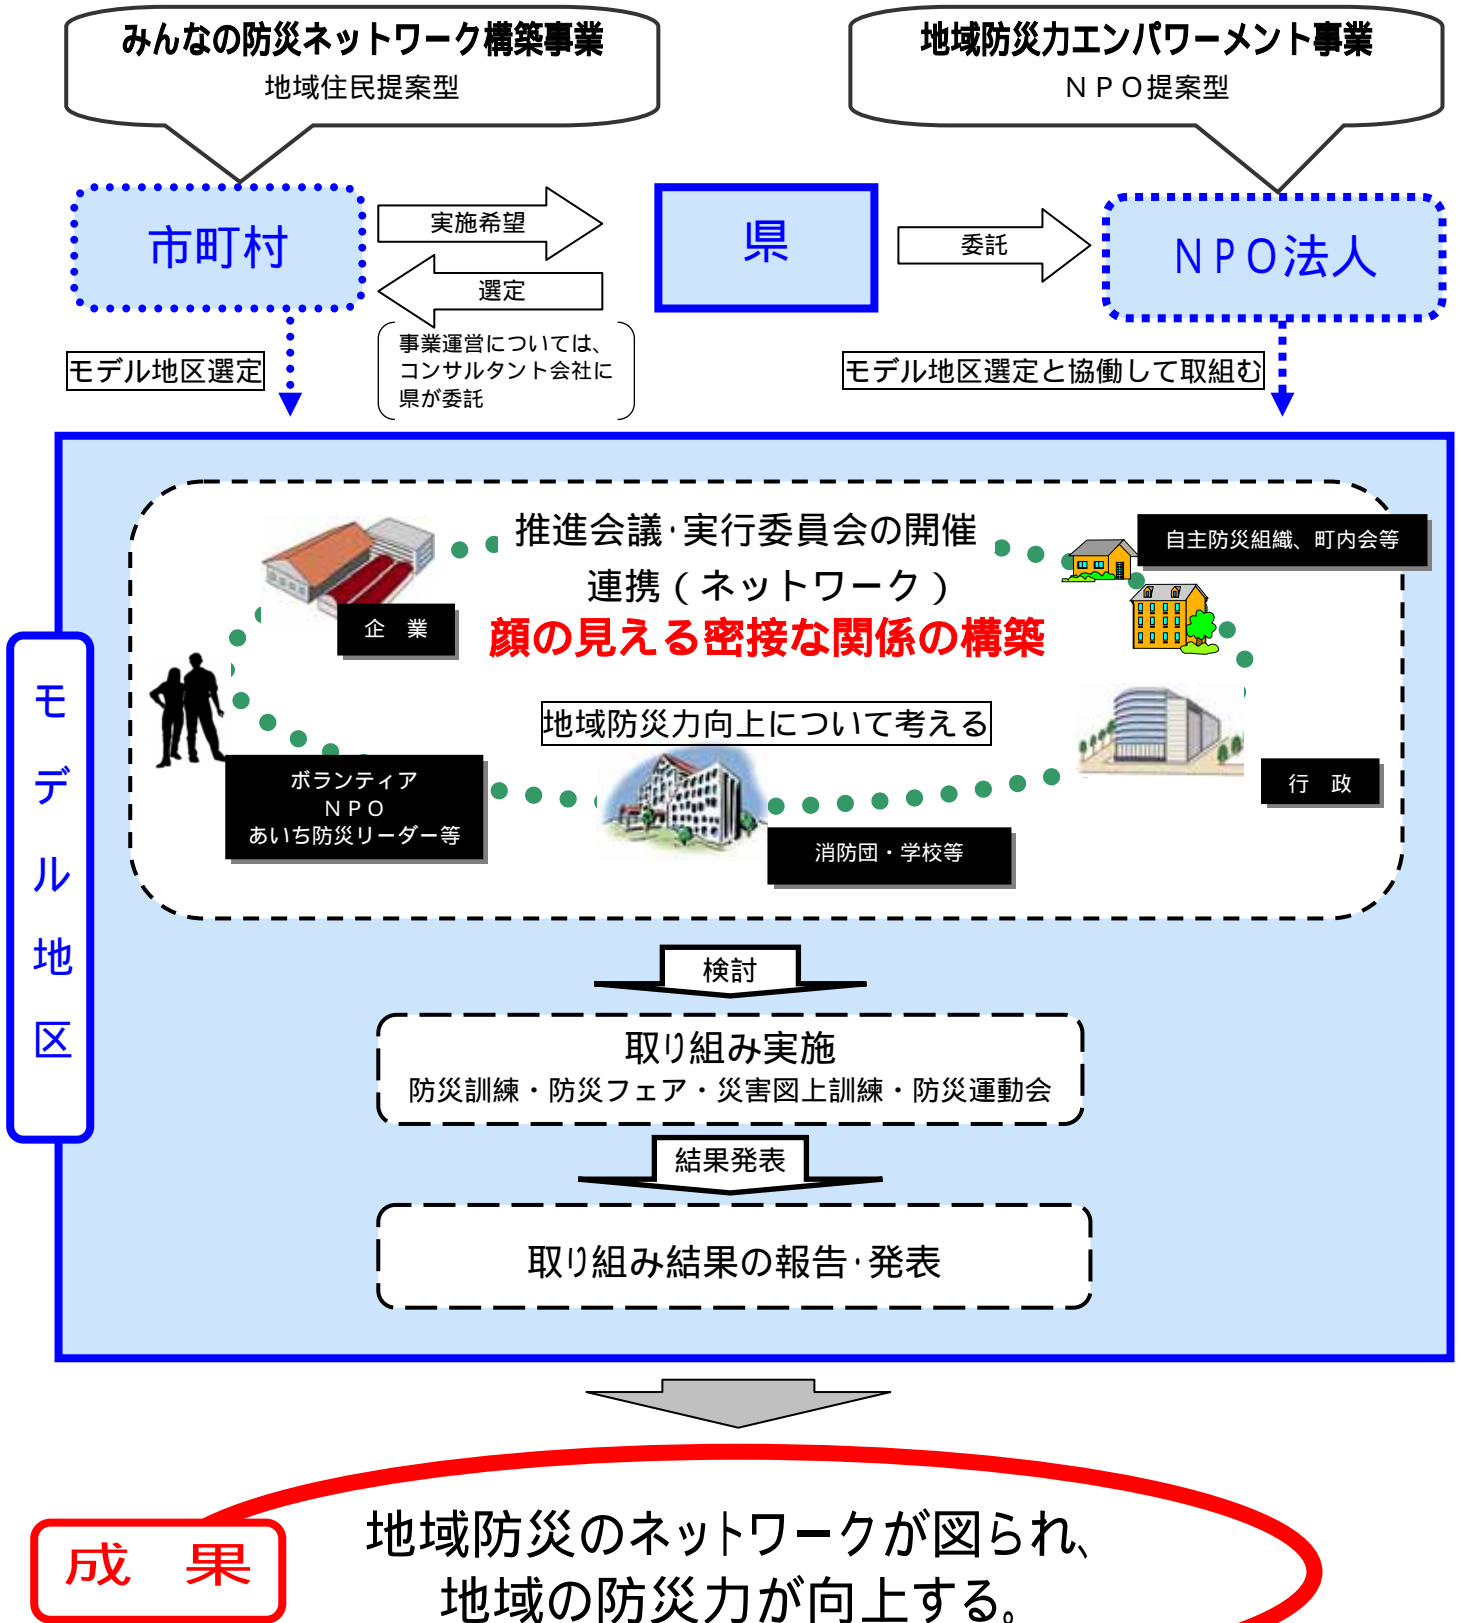 みんなの防災ネットワーク構築事業
地域住民提案型
地域防災力エンパワーメント事業
ＮＰＯ提案型
市町村
実施希望
選定
県
委託
ＮＰＯ法人
事業運営については、
コンサルタント会社に
県が委託
モデル地区選定
モデル地区選定と協働して取組む
モデル地区
推進会議・実行委員会の開催
連携（ネットワーク）
顔の見える密接な関係の構築
自主防災組織、町内会等
企　業
地域防災力向上について考える
ボランティア
ＮＰＯ
あいち防災リーダー等
行　政
消防団・学校等
検討
取り組み実施
防災訓練・防災フェア・災害図上訓練・防災運動会
結果発表
取り組み結果の報告・発表
成　果
地域防災のネットワークが図られ、
地域の防災力が向上する。